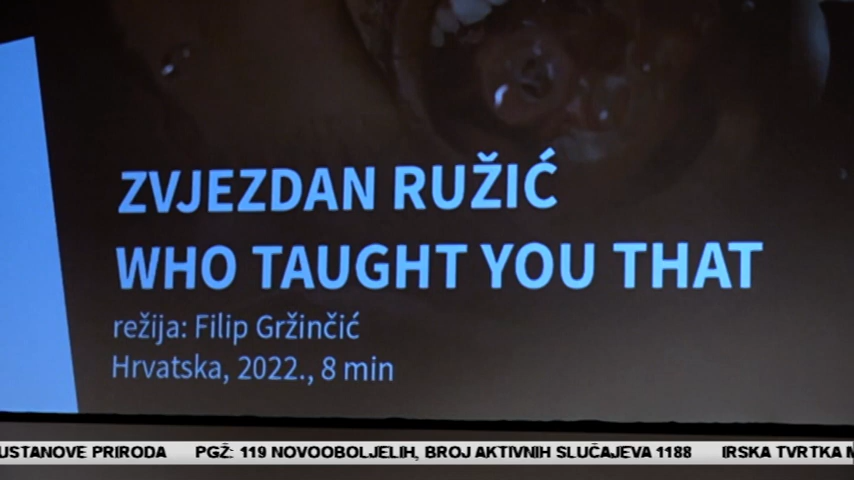 ZVJEZDAN RUŽIĆ
WHO TAUGHT YOU THAT
režija: Filip Gržinčić
Hrvatska, 2022., 8 min
USTANOVE PRIRODA PGŽ: 119 NOVOOBOLJELIH, BROJ AKTIVNIH SLUČAJEVA 1188 IRSKA TVRTKA